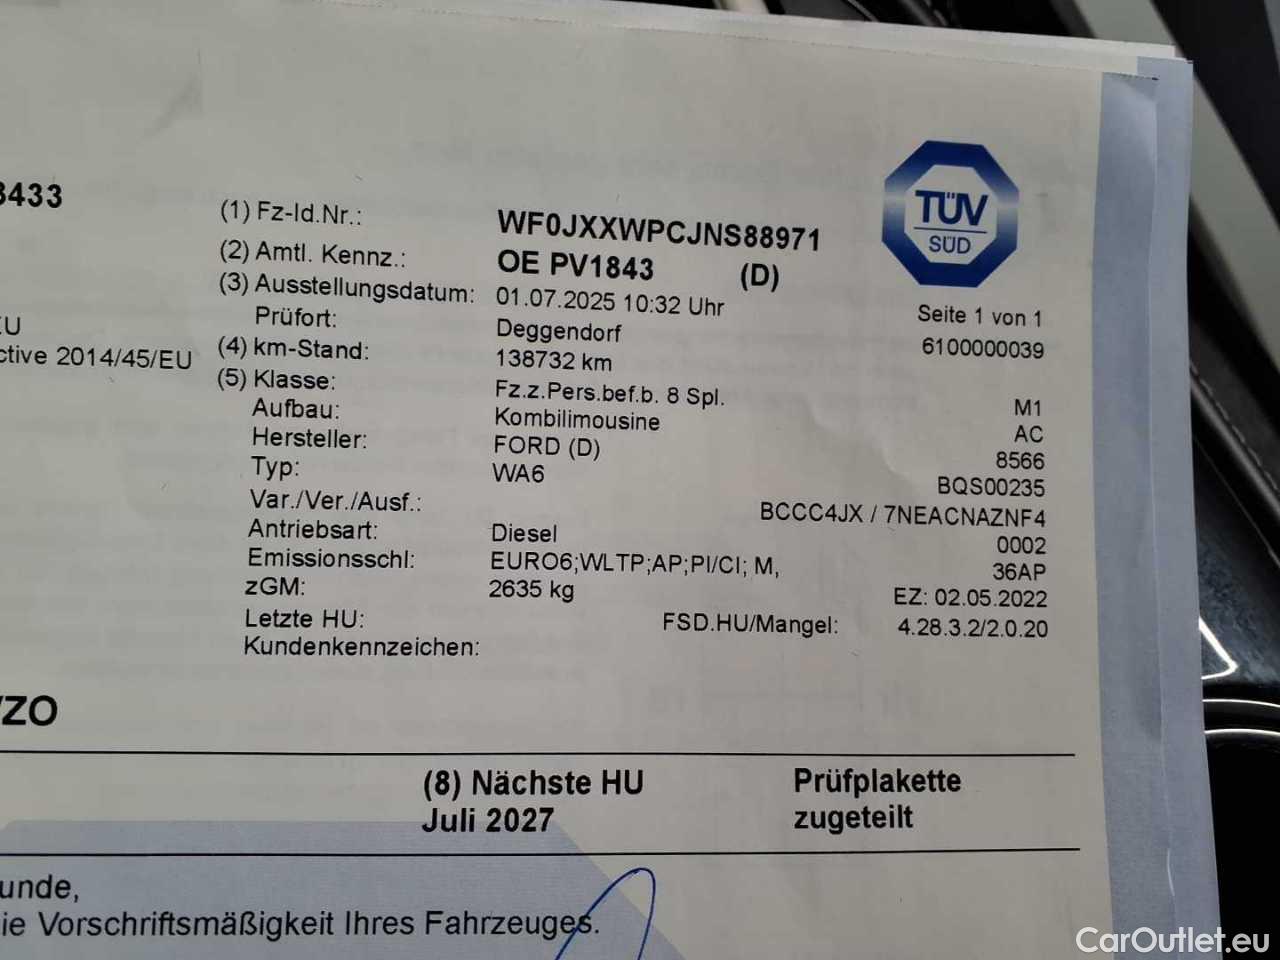 3433
(1) Fz-Id.Nr.: WF0JXXWPCJNS88971
(2) Amtl. Kennz.: OE PV1843 (D)
(3) Ausstellungsdatum: 01.07.2025 10:32 Uhr
Prüfort: Deggendorf
(4) km-Stand: 138732 km
(5) Klasse: Fz.z.Pers.bef.b. 8 Spl. M1
Aufbau: Kombilimousine AC
Hersteller: FORD (D) 8566
Typ: WA6 BQS00235
Var./Ver./Ausf.: BCCC4JX / 7NEACNAZNF4
Antriebsart: Diesel 0002
Emissionsschl: EURO6;WLTP;AP;PI/CI; M, 36AP
zGM: 2635 kg EZ: 02.05.2022
Letzte HU: FSD.HU/Mangel: 4.28.3.2/2.0.20
Kundenkennzeichen:
TÜV
SÜD
Seite 1 von 1
6100000039
EU
ctive 2014/45/EU
/ZO
(8) Nächste HU
Juli 2027
Prüfplakette
zugeteilt
unde,
ie Vorschriftsmäßigkeit Ihres Fahrzeuges.
CarOutlet.eu